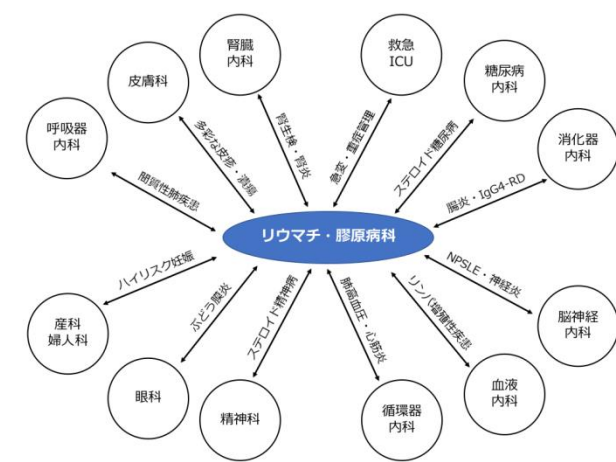 腎臓
内科
救急
ICU
皮膚科
糖尿病
内科
呼吸器
内科
消化器
内科
多彩な皮疹・潰瘍
腎生検・腎炎
急変・重症管理
ステロイド糖尿病
間質性肺疾患
腸炎・IgG4-RD
リウマチ・膠原病科
ハイリスク妊娠
ぶどう膜炎
ステロイド精神病
肺高血圧・心筋炎
リンパ増殖性疾患
NPSLE・神経炎
産科
婦人科
脳神経
内科
眼科
精神科
循環器
内科
血液
内科